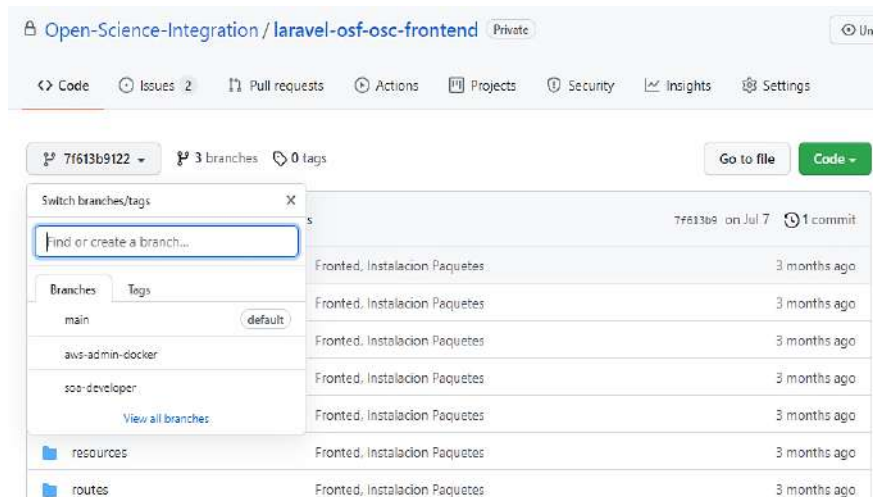 Open-Science-Integration / laravel-osf-osc-frontend Private
Un
Code Issues 2 Pull requests Actions Projects Security Insights Settings
7f613b9122 3 branches 0 tags Go to file Code
Switch branches/tags X
s 7f613b9 on Jul 7 1 commit
Find or create a branch...
Fronted, Instalacion Paquetes 3 months ago
Branches Tags
Fronted, Instalacion Paquetes 3 months ago
main default
Fronted, Instalacion Paquetes 3 months ago
aws-admin-docker
Fronted, Instalacion Paquetes 3 months ago
soa-developer
Fronted, Instalacion Paquetes 3 months ago
View all branches
resources Fronted, Instalacion Paquetes 3 months ago
routes Fronted, Instalacion Paquetes 3 months ago